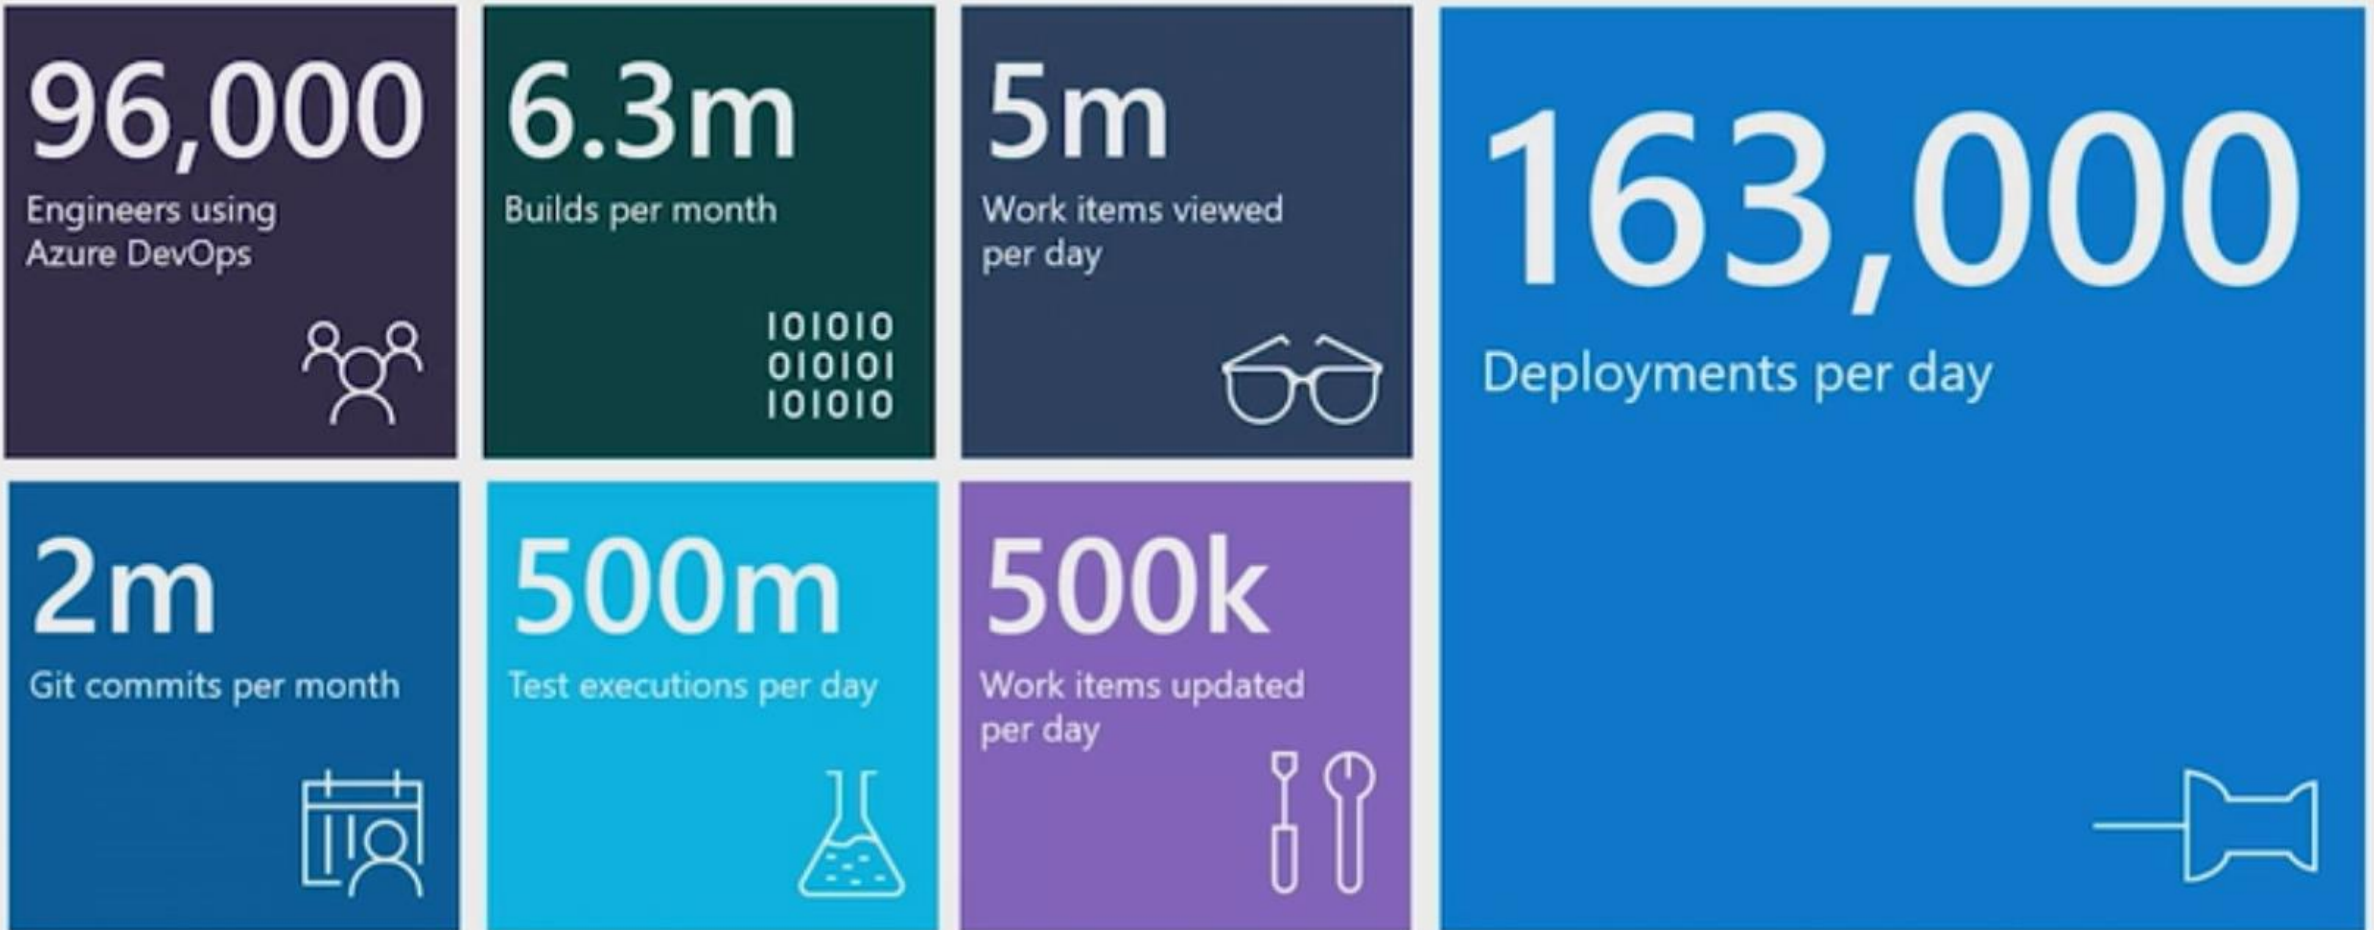 96,000
Engineers using
Azure DevOps
6.3m
Builds per month
101010
010101
101010
5m
Work items viewed
per day
163,000
Deployments per day
2m
Git commits per month
500m
Test executions per day
500k
Work items updated
per day